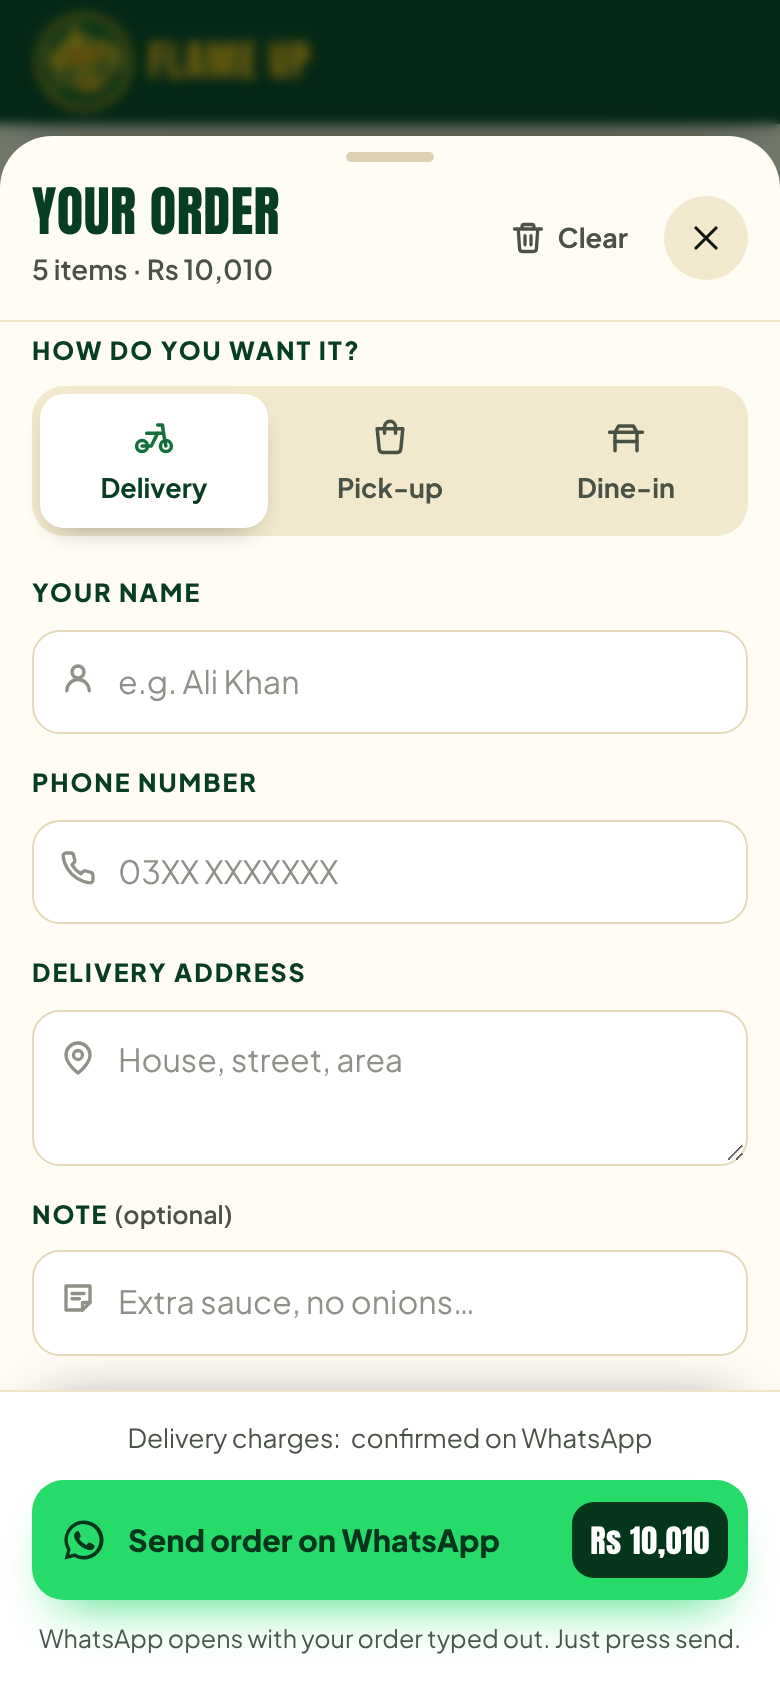 FLAME UP
YOUR ORDER
5 items · Rs 10,010
Clear
HOW DO YOU WANT IT?
Delivery
Pick-up
Dine-in
YOUR NAME
e.g. Ali Khan
PHONE NUMBER
03XX XXXXXXX
DELIVERY ADDRESS
House, street, area
NOTE (optional)
Extra sauce, no onions...
Delivery charges: confirmed on WhatsApp
Send order on WhatsApp
Rs 10,010
WhatsApp opens with your order typed out. Just press send.